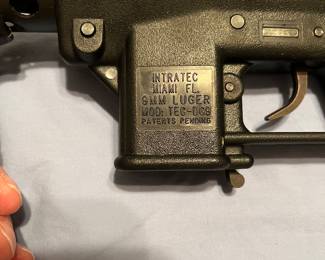 INTRATEC
MIAMI FL.
9MM LUGER
MOD: TEC-DC9
PATENTS PENDING